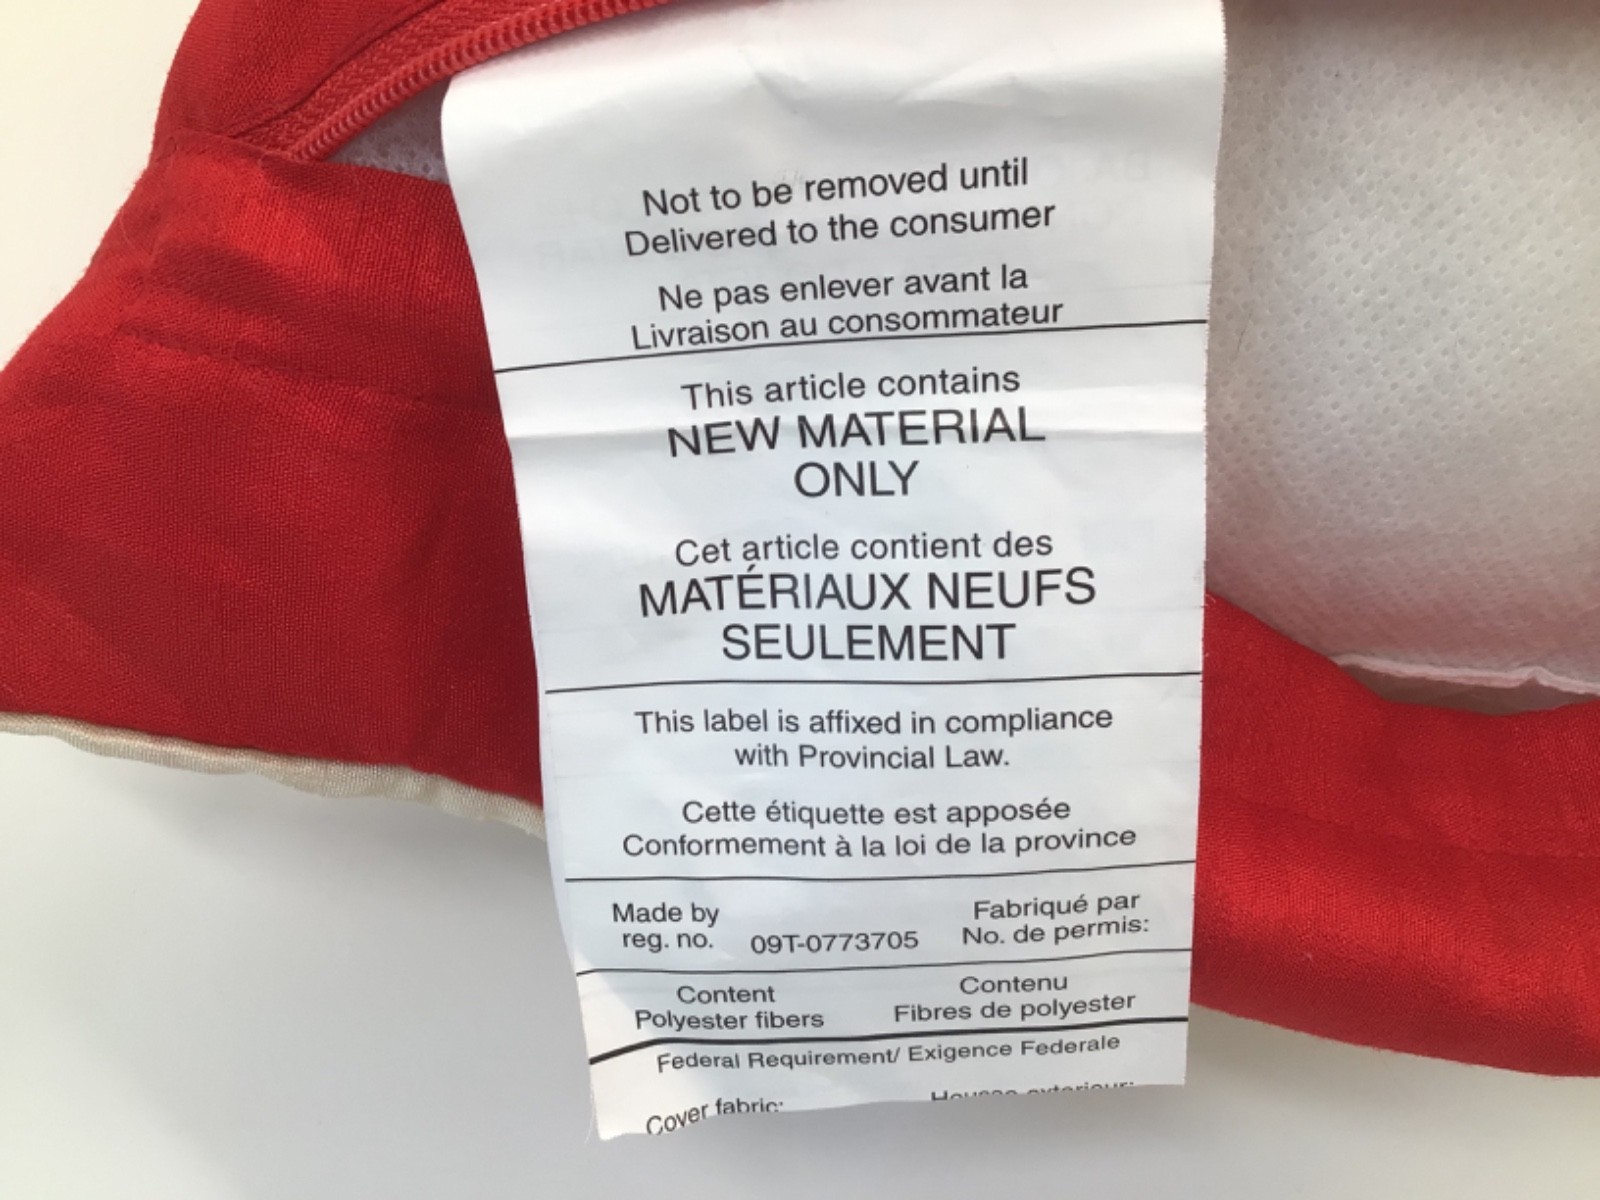 Not to be removed until
Delivered to the consumer
Ne pas enlever avant la
Livraison au consommateur
This article contains
NEW MATERIAL
ONLY
Cet article contient des
MATÉRIAUX NEUFS
SEULEMENT
This label is affixed in compliance
with Provincial Law.
Cette étiquette est apposée
Conformement à la loi de la province
Made by
reg. no.
09T-0773705
Fabriqué par
No. de permis:
Content
Polyester fibers
Contenu
Fibres de polyester
Federal Requirement/ Exigence Federale
Cover fabric:
Housse exterieur: